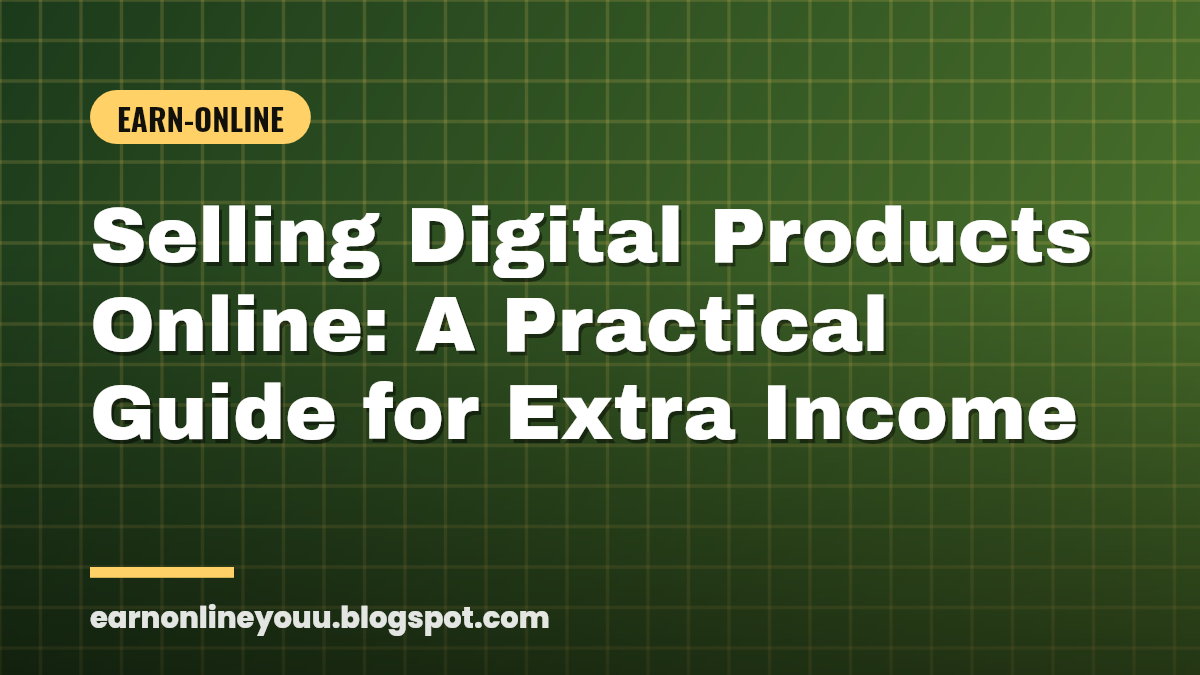 EARN-ONLINE
Selling Digital Products
Online: A Practical
Guide for Extra Income
earnonlineyouu.blogspot.com